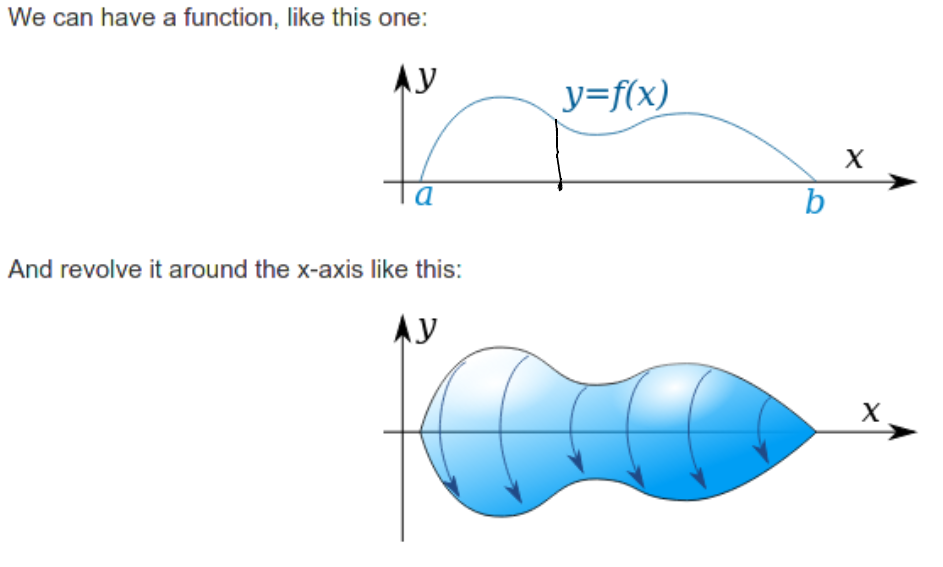 We can have a function, like this one:
y
y=f(x)
x
a
b
And revolve it around the x-axis like this:
y
x